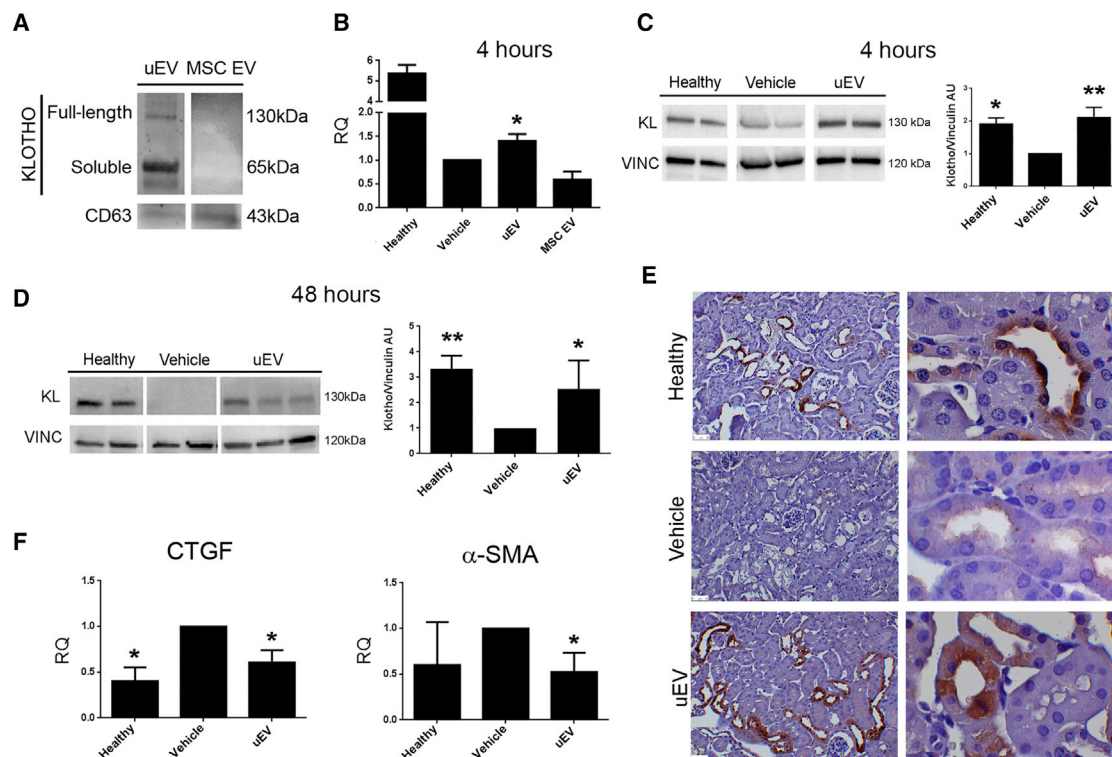 A
uEV MSC EV
KLOTHO
Full-length
130kDa
Soluble
65kDa
CD63
43kDa
B
4 hours
RQ
6
5
4
2.0
1.5
1.0
0.5
0.0
*
Healthy
Vehicle
uEV
MSC EV
C
4 hours
Healthy Vehicle uEV
KL
130 kDa
VINC
120 kDa
Klotho/Vinculin AU
3
2
1
0
*
**
Healthy
Vehicle
uEV
D
48 hours
Healthy Vehicle uEV
KL
130kDa
VINC
120kDa
Klotho/Vinculin AU
5
4
3
2
1
0
**
*
Healthy
Vehicle
uEV
E
Healthy
Vehicle
uEV
F
CTGF
RQ
1.5
1.0
0.5
0.0
*
*
Healthy
Vehicle
uEV
α-SMA
RQ
1.5
1.0
0.5
0.0
*
Healthy
Vehicle
uEV